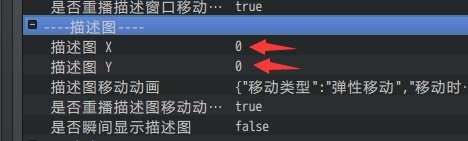 是否重播描述窗口移动… true
----描述图----
描述图 X 0
描述图 Y 0
描述图移动动画 {"移动类型":"弹性移动","移动时…
是否重播描述图移动动… true
是否瞬间显示描述图 false